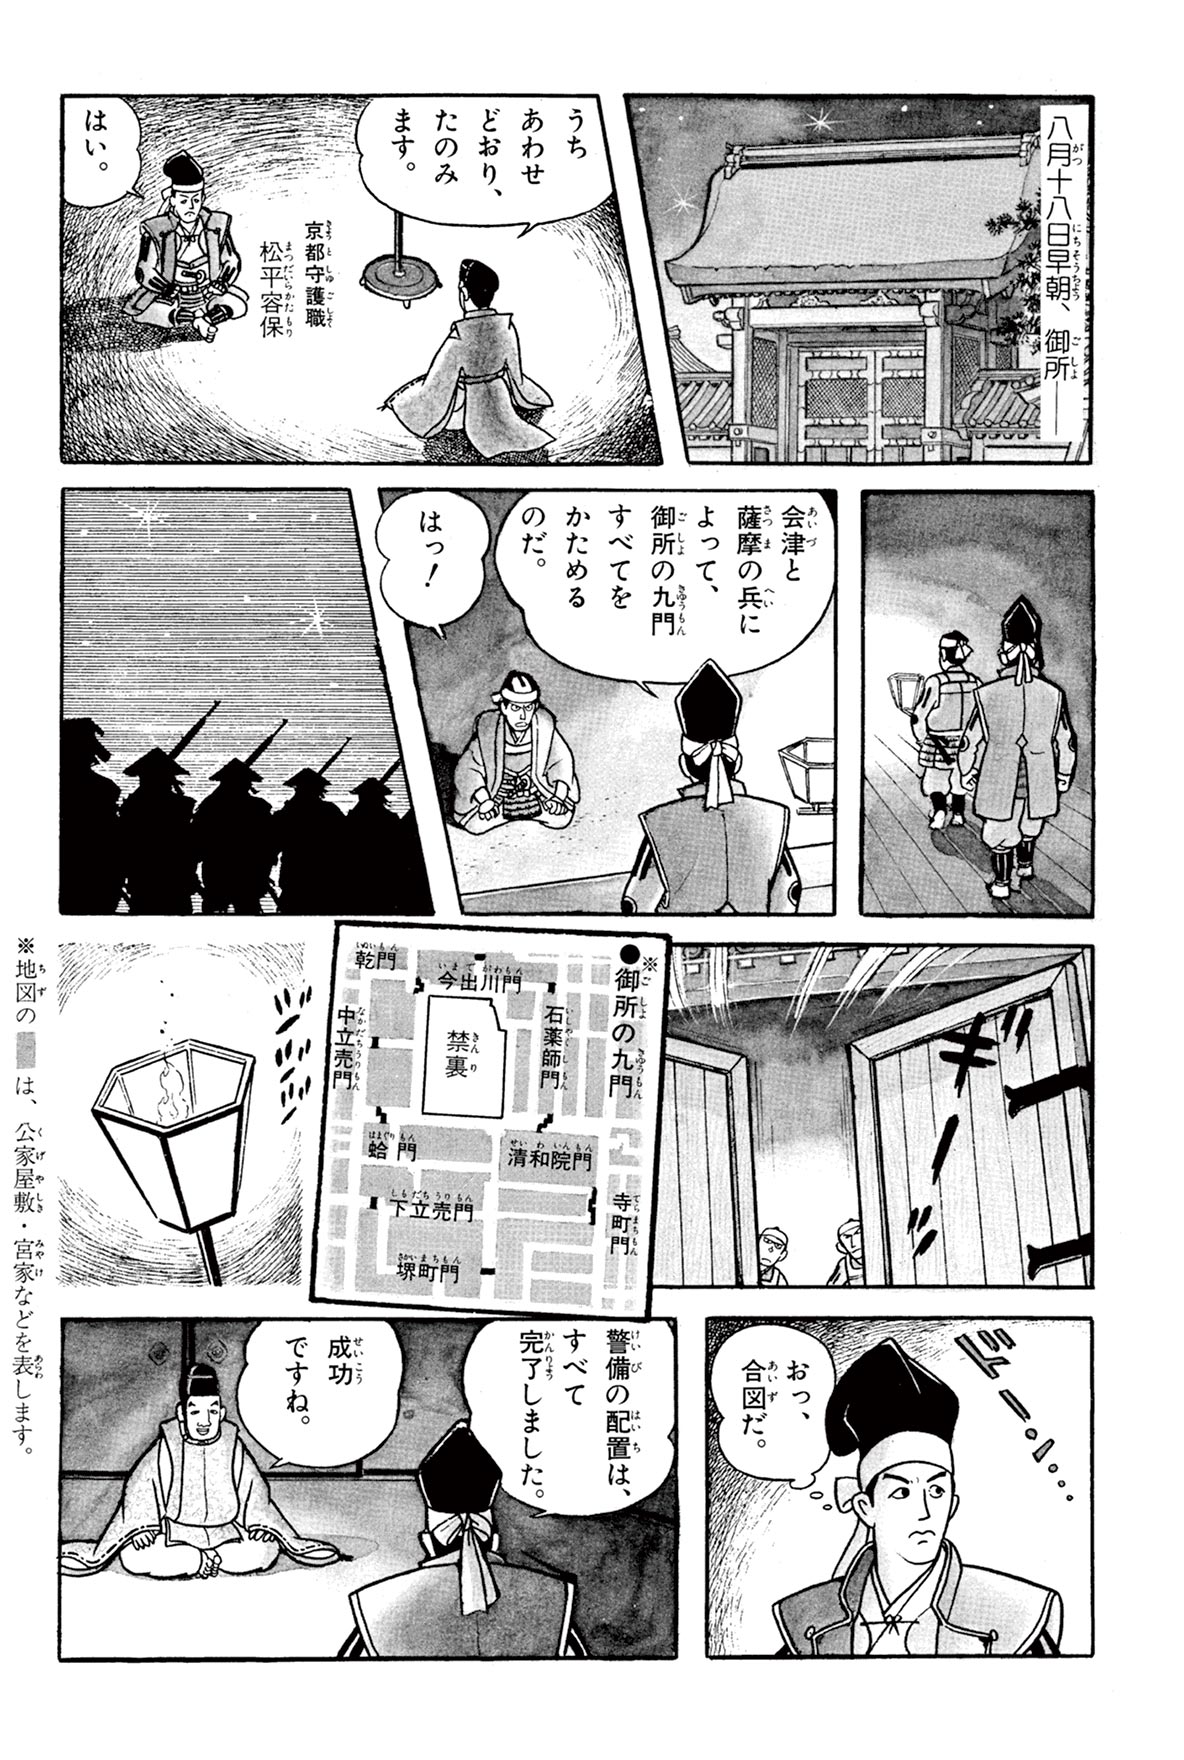 八月十八日早朝、御所――
うち
あわせ
どおり、
たのみ
ます。
京都守護職
松平容保
はい。
会津と
薩摩の兵に
よって、
御所の九門
すべてを
かためる
のだ。
はっ!
ギーッ
●※御所の九門
乾門
今出川門
石薬師門
中立売門
禁裏
蛤門
清和院門
下立売門
寺町門
堺町門
※地図の　は、公家屋敷・宮家などを表します。
ドーン…
おっ、
合図だ。
警備の配置は、
すべて
完了しました。
成功
ですね。